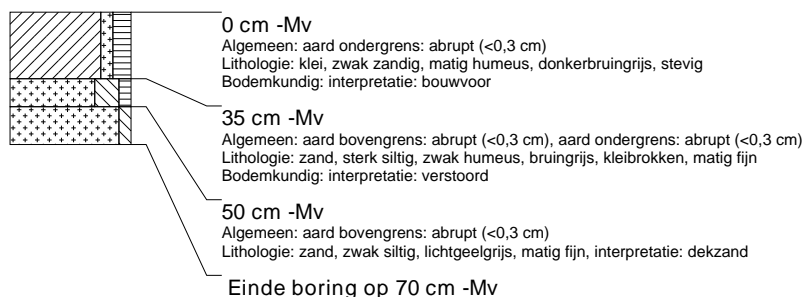 0 cm -Mv
Algemeen: aard ondergrens: abrupt (<0,3 cm)
Lithologie: klei, zwak zandig, matig humeus, donkerbruingrijs, stevig
Bodemkundig: interpretatie: bouwvoor
35 cm -Mv
Algemeen: aard bovengrens: abrupt (<0,3 cm), aard ondergrens: abrupt (<0,3 cm)
Lithologie: zand, sterk siltig, zwak humeus, bruingrijs, kleibrokken, matig fijn
Bodemkundig: interpretatie: verstoord
50 cm -Mv
Algemeen: aard bovengrens: abrupt (<0,3 cm)
Lithologie: zand, zwak siltig, lichtgeelgrijs, matig fijn, interpretatie: dekzand
Einde boring op 70 cm -Mv